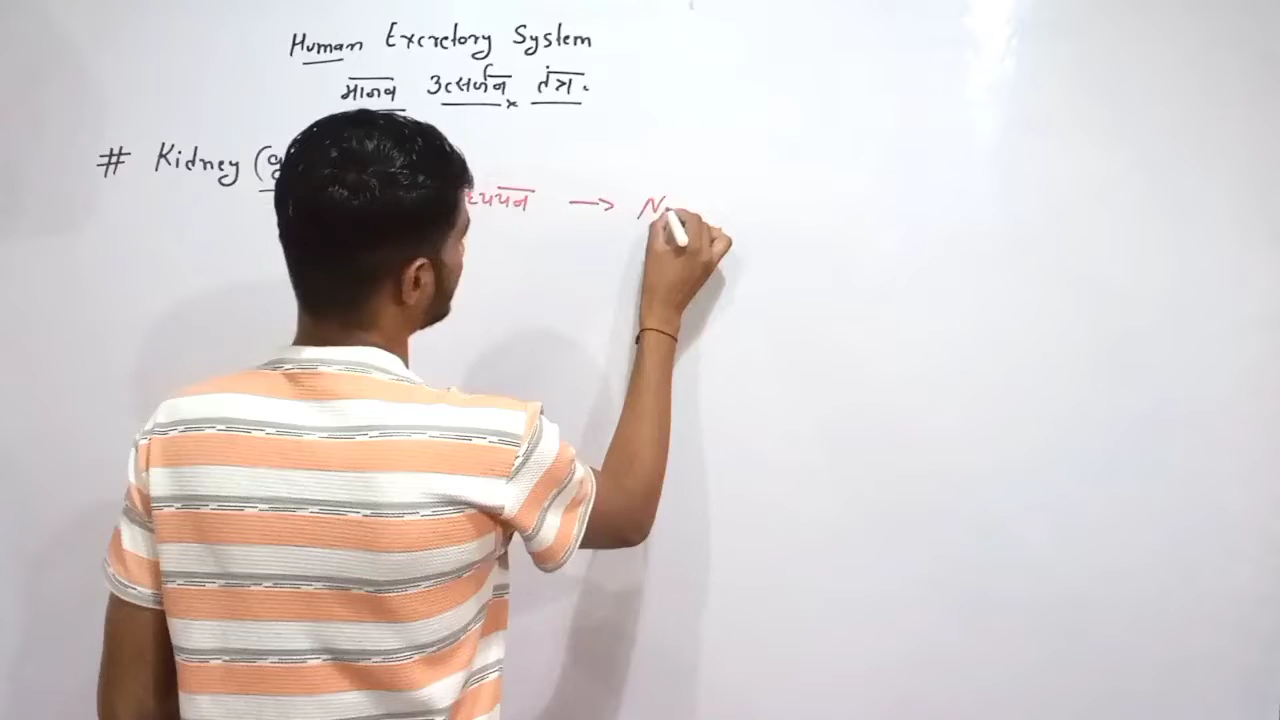 Human Excretory System
मानव उत्सर्जन तंत्र.
# Kidney (
→ N